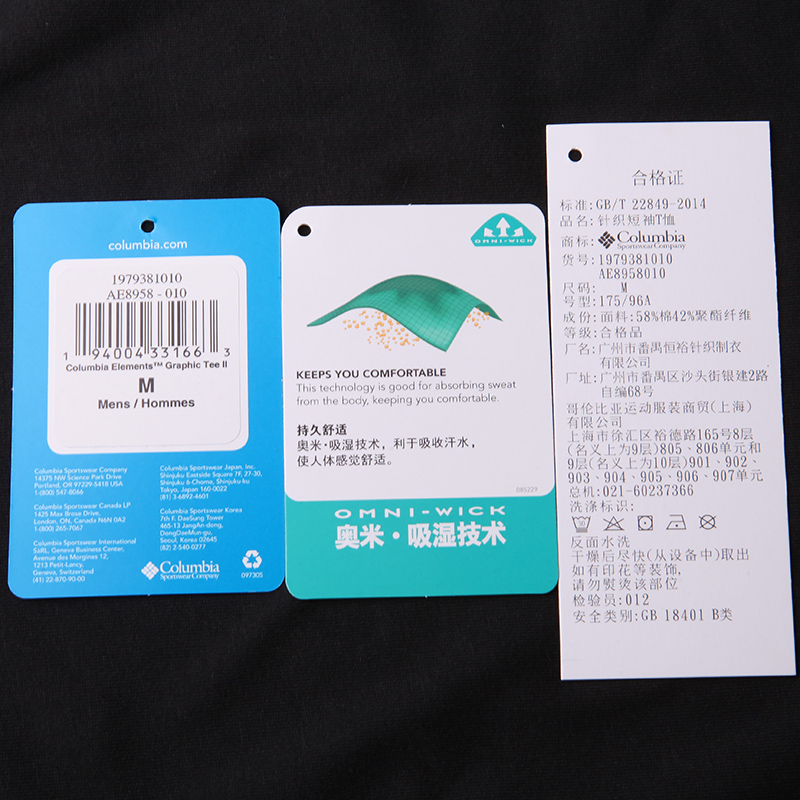 columbia.com
1979381010
AE8958 - 010
1 94004 33166 3
Columbia Elements™ Graphic Tee II
M
Mens / Hommes
Columbia Sportswear Company
14375 NW Science Park Drive
Portland, OR 97229-5418 USA
1-(800) 547-8066
Columbia Sportswear Canada LP
1425 Max Brose Drive,
London, ON, Canada N6N 0A2
1-(800) 265-7067
Columbia Sportswear International
SàRL, Geneva Business Center,
Avenue des Morgines 12,
1213 Petit-Lancy,
Geneva, Switzerland
(41) 22-870-90-00
Columbia Sportswear Japan, Inc.
Shinjuku Eastside Square 7F, 27-30,
Shinjuku 6-Chome, Shinjuku-ku
Tokyo, Japan 160-0022
(81) 3-6892-4601
Columbia Sportswear Korea
7th F. DaeSung Tower
465-13 JangAn-dong,
DongDaeMun-gu,
Seoul, Korea 02645
(82) 2-540-0277
Columbia
Sportswear Company
097305
OMNI-WICK
KEEPS YOU COMFORTABLE
This technology is good for absorbing sweat
from the body, keeping you comfortable.
持久舒适
奥米·吸湿技术，利于吸收汗水，
使人体感觉舒适。
085229
OMNI-WICK
奥米·吸湿技术
合格证
标准:GB/T 22849-2014
品名:针织短袖T恤
商标:Columbia
Sportswear Company
货号:1979381010
AE8958010
尺码: M
号型:175/96A
成份:面料:58%棉42%聚酯纤维
等级:合格品
厂名:广州市番禺恒裕针织制衣
有限公司
厂址:广州市番禺区沙头街银建2路
自编68号
哥伦比亚运动服装商贸(上海)
有限公司
上海市徐汇区裕德路165号8层
(名义上为9层)805、806单元和
9层(名义上为10层)901、902、
903、904、905、906、907单元
总机:021-60237366
洗涤标识:
反面水洗
干燥后尽快(从设备中)取出
如有印花等装饰,
请勿熨烫该部位
检验员:012
安全类别:GB 18401 B类